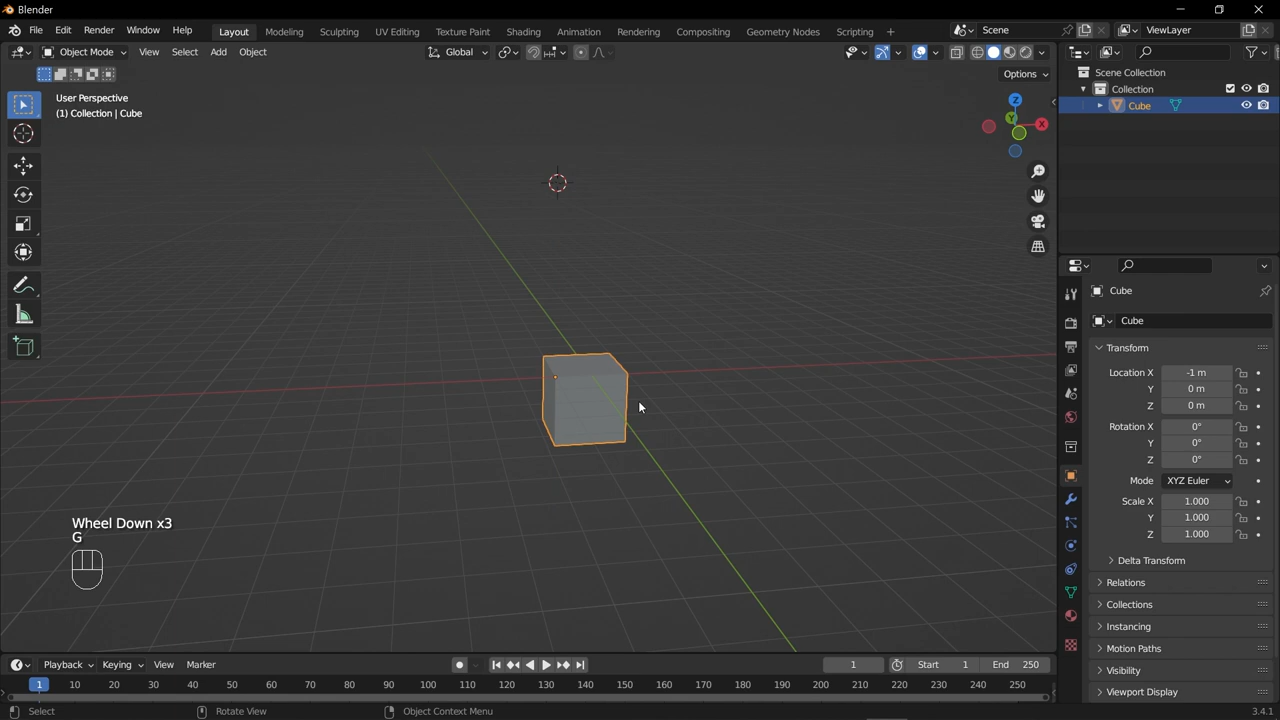 Blender
File Edit Render Window Help Layout Modeling Sculpting UV Editing Texture Paint Shading Animation Rendering Compositing Geometry Nodes Scripting + Scene ViewLayer
Object Mode View Select Add Object Global
Options
User Perspective
(1) Collection | Cube
Z
Y
X
Wheel Down x3
G
Scene Collection
Collection
Cube
Cube
Cube
Transform
Location X -1 m
Y 0 m
Z 0 m
Rotation X 0°
Y 0°
Z 0°
Mode XYZ Euler
Scale X 1.000
Y 1.000
Z 1.000
Delta Transform
Relations
Collections
Instancing
Motion Paths
Visibility
Viewport Display
Playback Keying View Marker 1 Start 1 End 250
1 10 20 30 40 50 60 70 80 90 100 110 120 130 140 150 160 170 180 190 200 210 220 230 240 250
Select Rotate View Object Context Menu 3.4.1